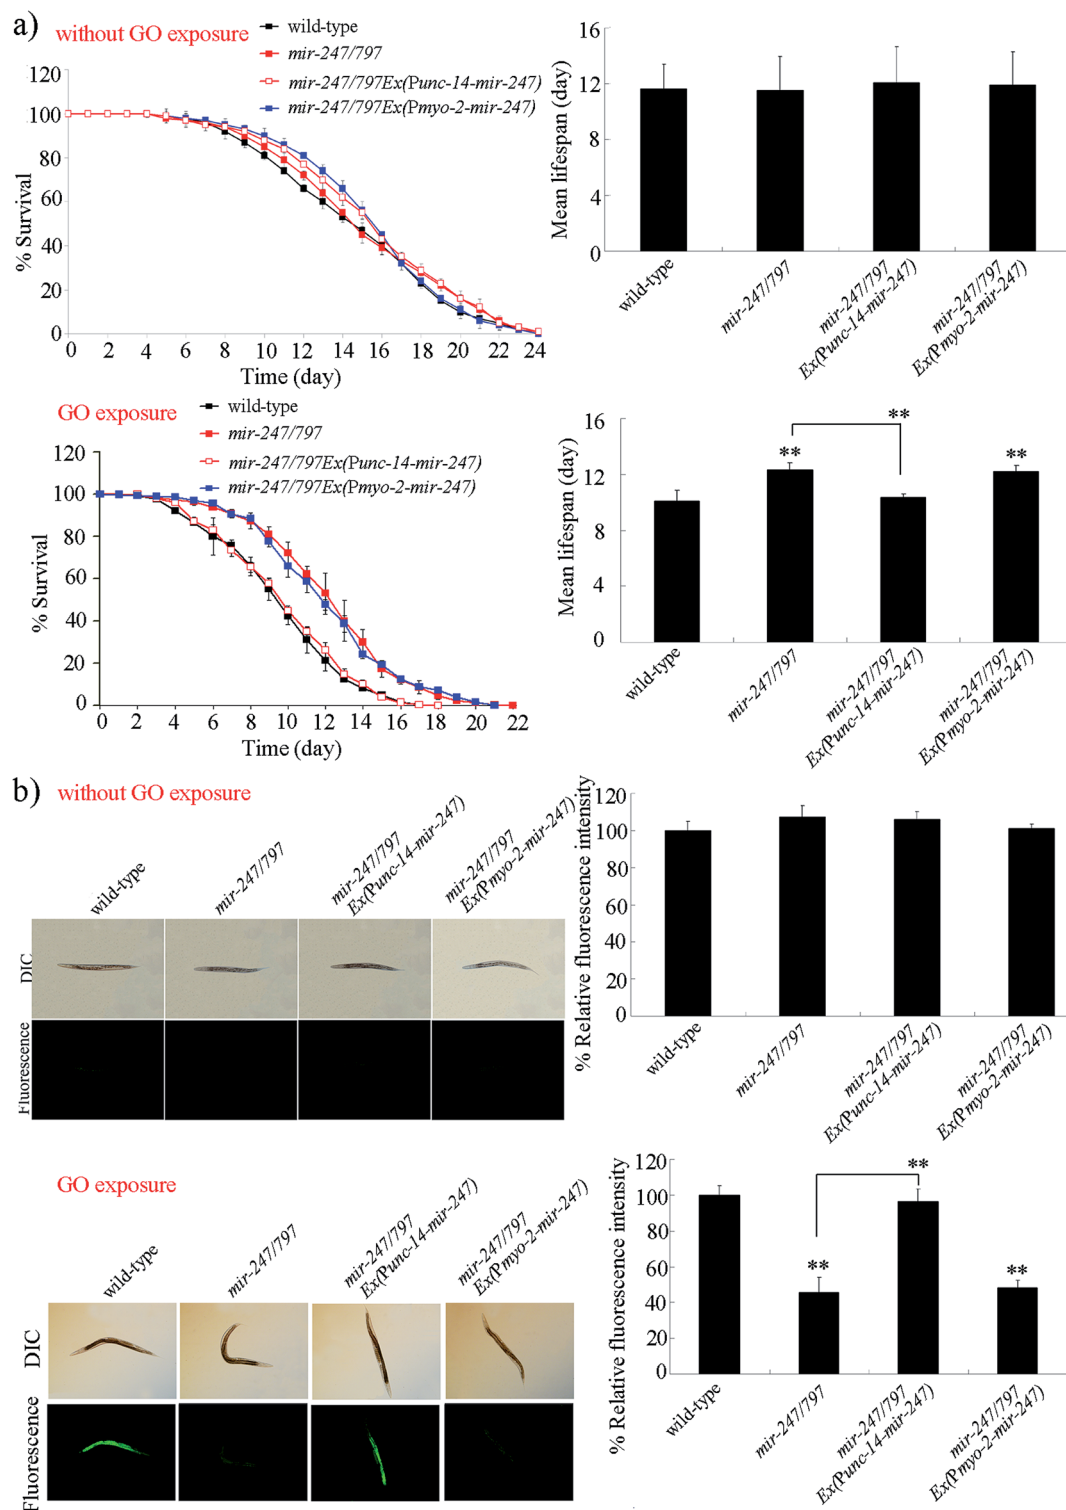 a)
without GO exposure
wild-type
mir-247/797
mir-247/797Ex(Punc-14-mir-247)
mir-247/797Ex(Pmyo-2-mir-247)
% Survival
120
100
80
60
40
20
0
0 2 4 6 8 10 12 14 16 18 20 22 24
Time (day)
Mean lifespan (day)
16
12
8
4
0
wild-type
mir-247/797
mir-247/797
Ex(Punc-14-mir-247)
mir-247/797
Ex(Pmyo-2-mir-247)
GO exposure
wild-type
mir-247/797
mir-247/797Ex(Punc-14-mir-247)
mir-247/797Ex(Pmyo-2-mir-247)
% Survival
120
100
80
60
40
20
0
0 2 4 6 8 10 12 14 16 18 20 22
Time (day)
Mean lifespan (day)
16
12
8
4
0
**
**
**
wild-type
mir-247/797
mir-247/797
Ex(Punc-14-mir-247)
mir-247/797
Ex(Pmyo-2-mir-247)
b)
without GO exposure
wild-type
mir-247/797
mir-247/797
Ex(Punc-14-mir-247)
mir-247/797
Ex(Pmyo-2-mir-247)
DIC
Fluorescence
% Relative fluorescence intensity
120
100
80
60
40
20
0
wild-type
mir-247/797
mir-247/797
Ex(Punc-14-mir-247)
mir-247/797
Ex(Pmyo-2-mir-247)
GO exposure
wild-type
mir-247/797
mir-247/797
Ex(Punc-14-mir-247)
mir-247/797
Ex(Pmyo-2-mir-247)
DIC
Fluorescence
% Relative fluorescence intensity
120
100
80
60
40
20
0
**
**
**
wild-type
mir-247/797
mir-247/797
Ex(Punc-14-mir-247)
mir-247/797
Ex(Pmyo-2-mir-247)